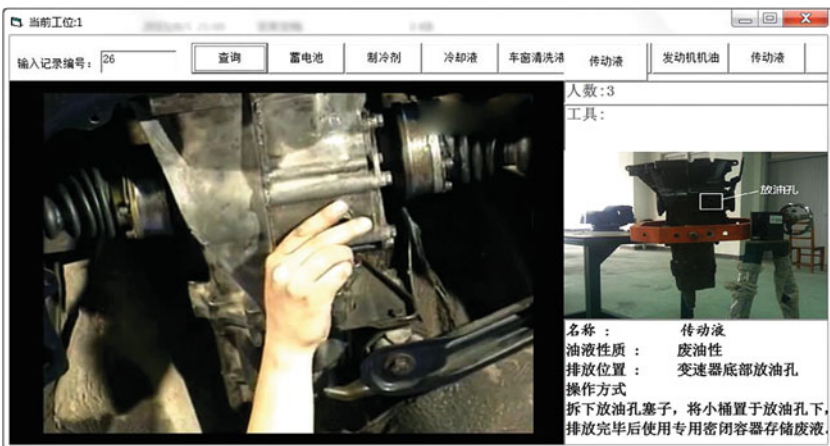 当前工位:1
输入记录编号： 26 查询 蓄电池 制冷剂 冷却液 车窗清洗液 传动液 发动机机油 传动液
人数:3
工具:
放油孔
名称 ： 传动液
油液性质 ： 废油性
排放位置 ： 变速器底部放油孔
操作方式
拆下放油孔塞子，将小桶置于放油孔下，
排放完毕后使用专用密闭容器存储废液，